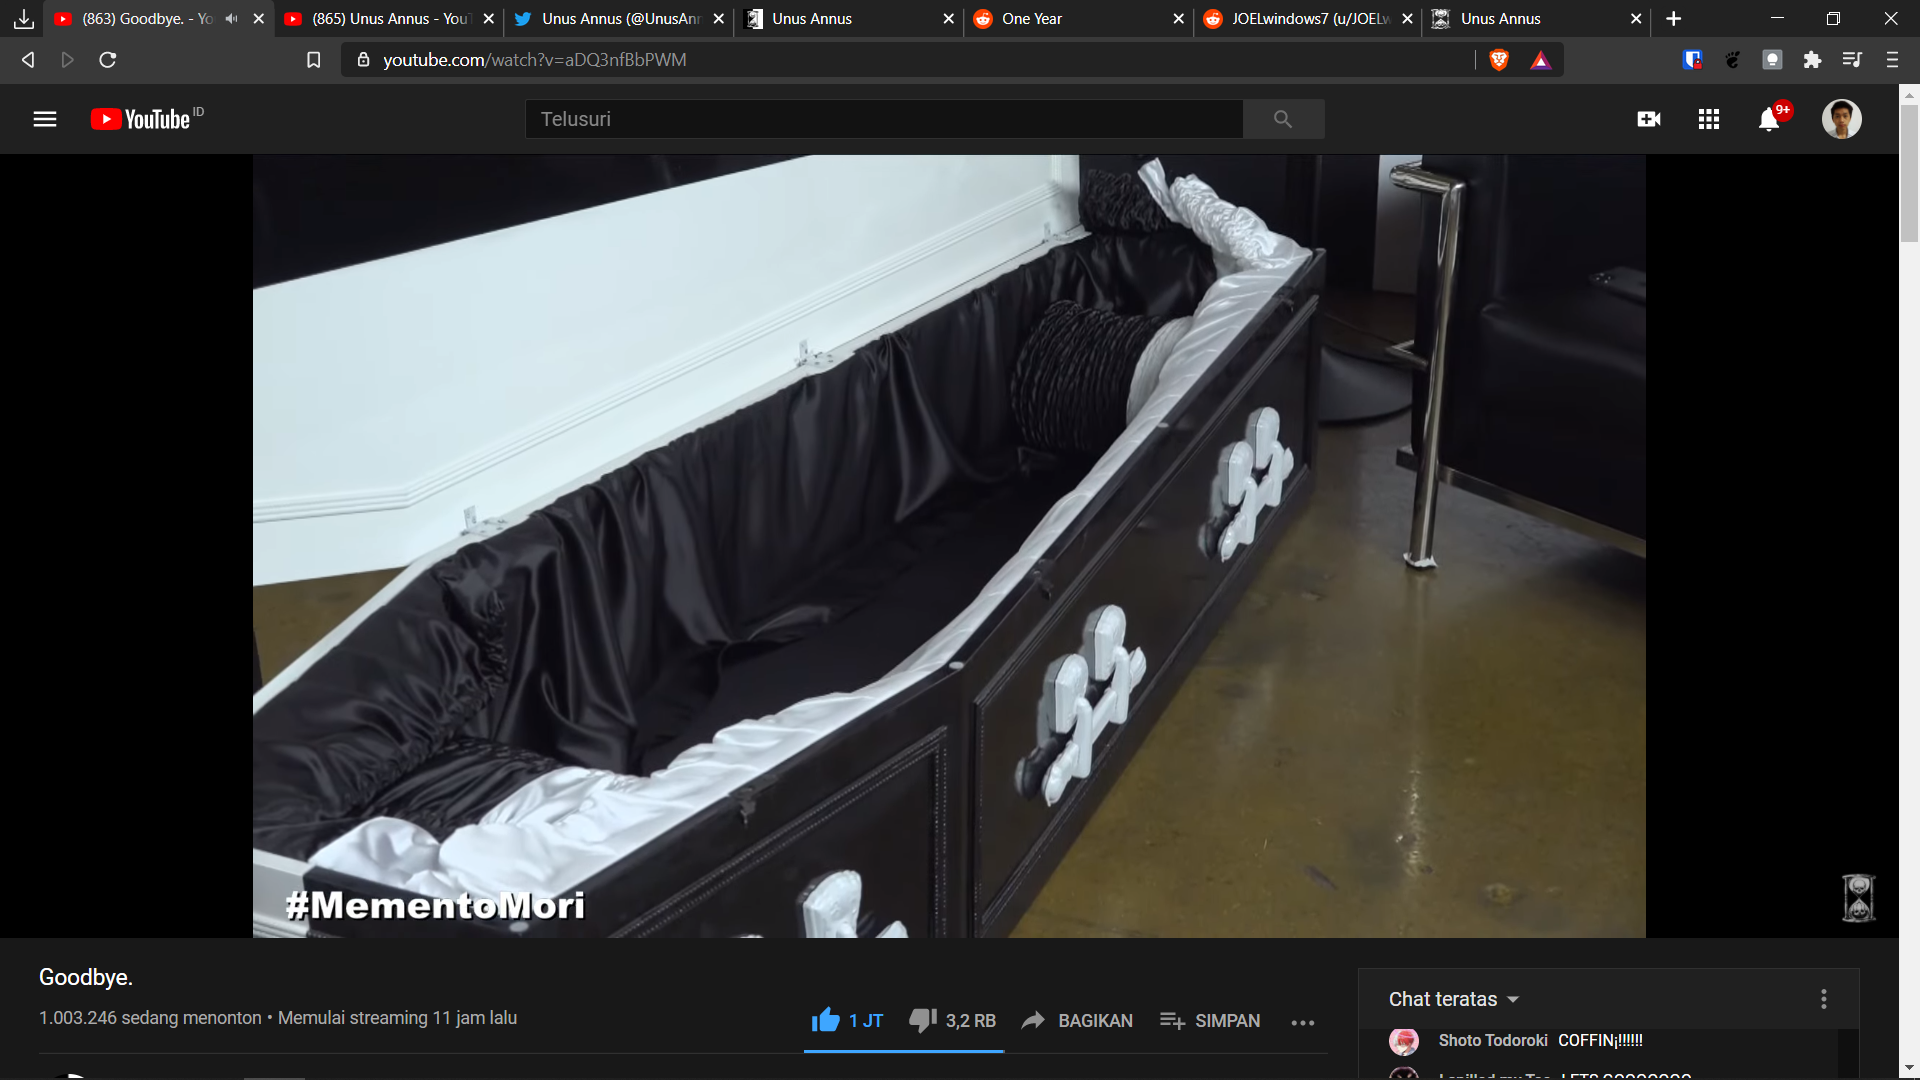 (863) Goodbye. - Yo
(865) Unus Annus - You
Unus Annus (@UnusAnn
Unus Annus
One Year
JOELwindows7 (u/JOELw
Unus Annus
youtube.com/watch?v=aDQ3nfBbPWM
YouTube ID
Telusuri
9+
#MementoMori
Goodbye.
1.003.246 sedang menonton • Memulai streaming 11 jam lalu
1 JT
3,2 RB
BAGIKAN
SIMPAN
Chat teratas
Shoto Todoroki COFFIN¡!!!!!!